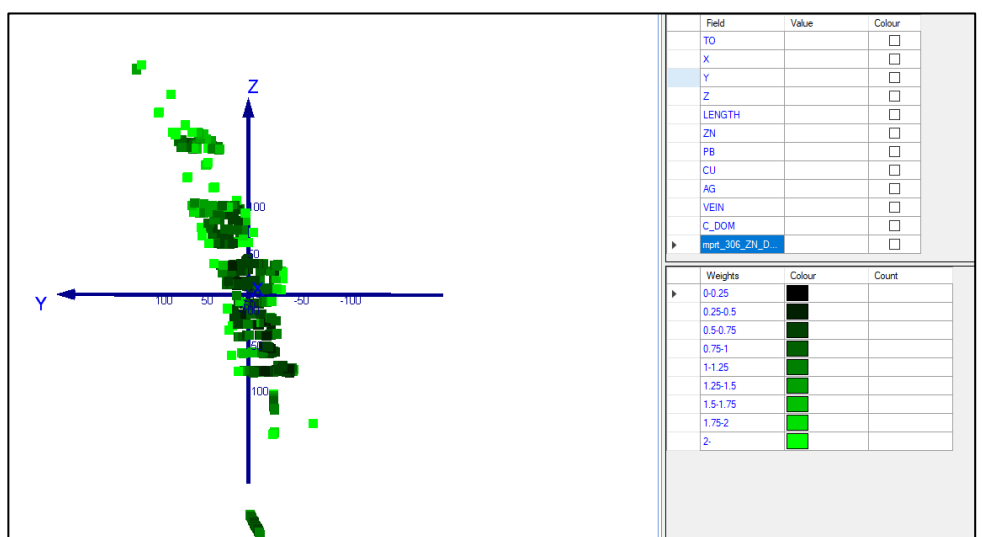 Field Value Colour
TO
X
Y
Z
LENGTH
ZN
PB
CU
AG
VEIN
C_DOM
mprt_306_ZN_D...
Weights Colour Count
0-0.25
0.25-0.5
0.5-0.75
0.75-1
1-1.25
1.25-1.5
1.5-1.75
1.75-2
2-
Z
100
50
Y 100 50 X -50 -100
100